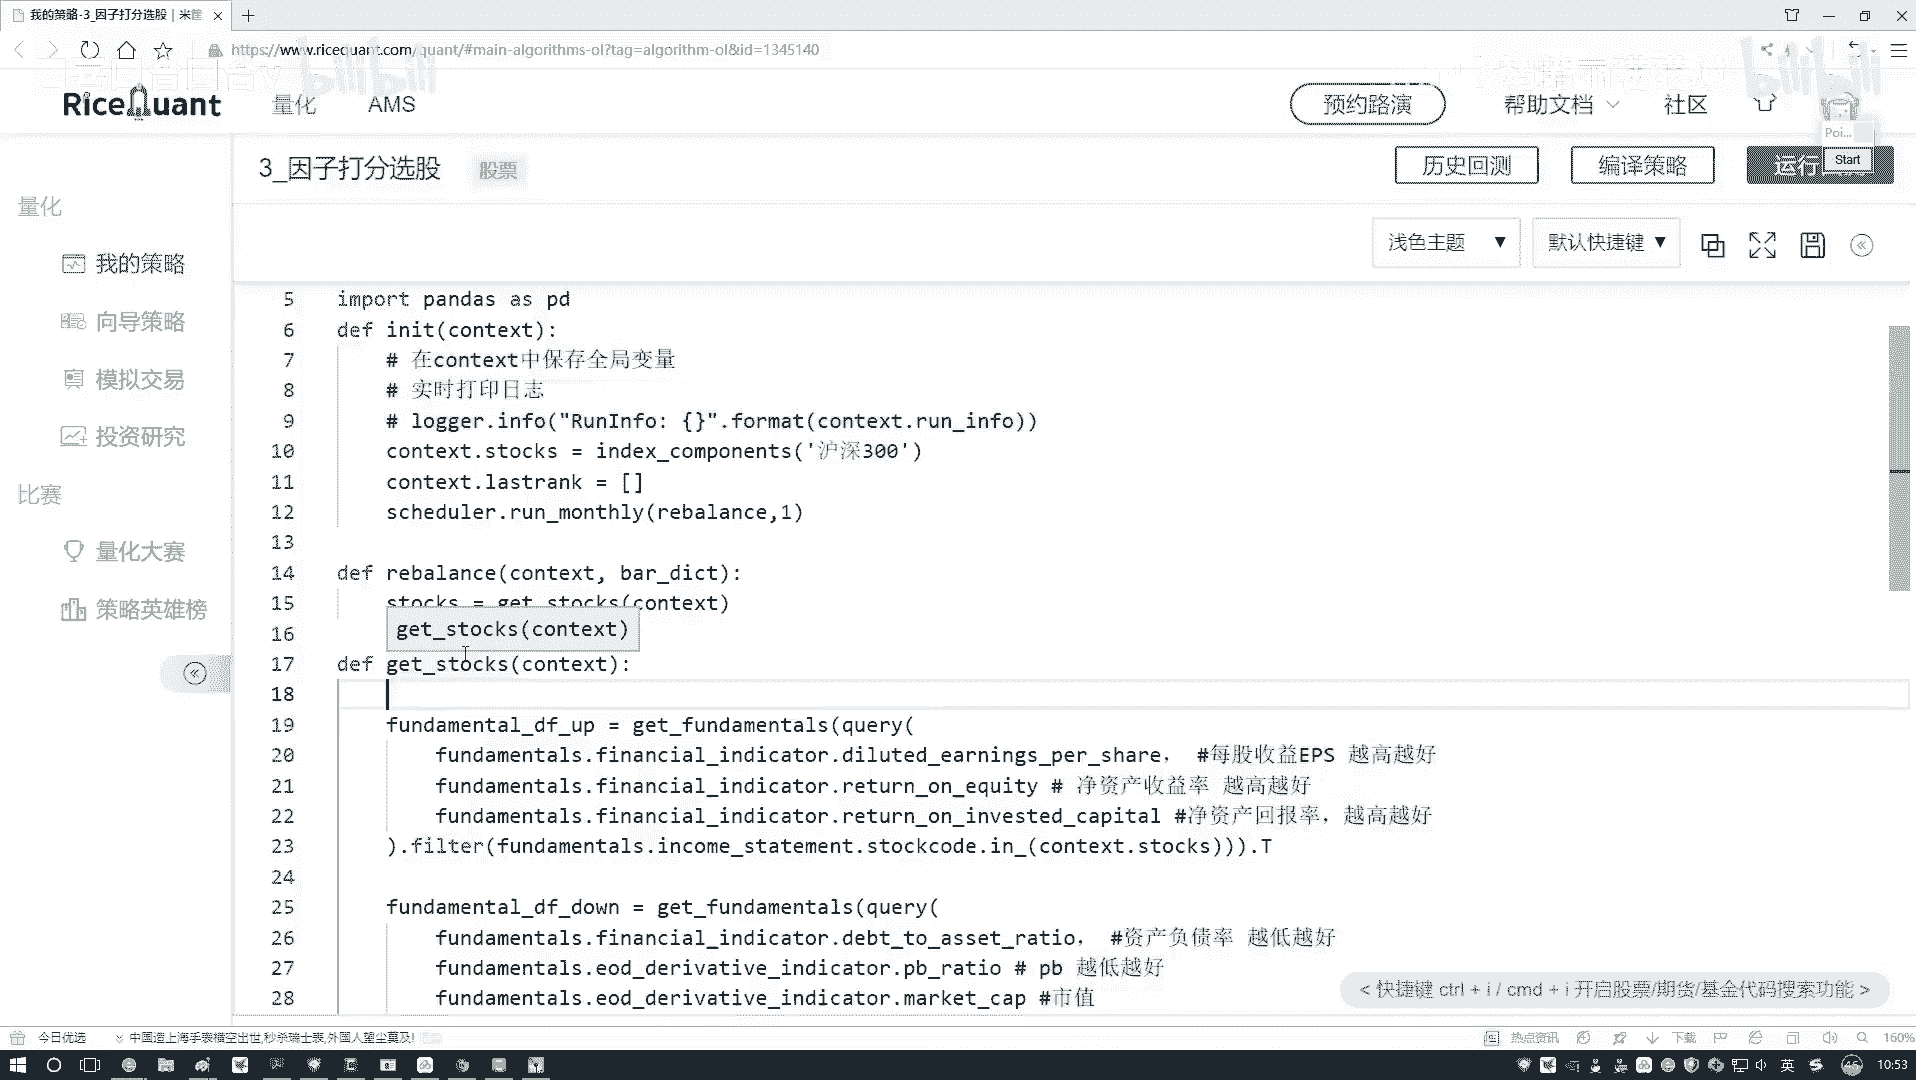 我的策略-3_因子打分选股 | 米筐
https://www.ricequant.com/quant/#main-algorithms-ol?tag=algorithm-ol&id=1345140
bilibili
bilibili
RiceQuant
量化
AMS
预约路演
帮助文档
社区
Poi...
Start
3_因子打分选股
股票
历史回测
编译策略
运行
量化
我的策略
向导策略
模拟交易
投资研究
比赛
量化大赛
策略英雄榜
浅色主题 ▼
默认快捷键 ▼
5 import pandas as pd
6 def init(context):
7 # 在context中保存全局变量
8 # 实时打印日志
9 # logger.info("RunInfo: {}".format(context.run_info))
10 context.stocks = index_components('沪深300')
11 context.lastrank = []
12 scheduler.run_monthly(rebalance,1)
13
14 def rebalance(context, bar_dict):
15 stocks = get_stocks(context)
get_stocks(context)
16
17 def get_stocks(context):
18
19 fundamental_df_up = get_fundamentals(query(
20 fundamentals.financial_indicator.diluted_earnings_per_share， #每股收益EPS 越高越好
21 fundamentals.financial_indicator.return_on_equity # 净资产收益率 越高越好
22 fundamentals.financial_indicator.return_on_invested_capital #净资产回报率，越高越好
23 ).filter(fundamentals.income_statement.stockcode.in_(context.stocks))).T
24
25 fundamental_df_down = get_fundamentals(query(
26 fundamentals.financial_indicator.debt_to_asset_ratio， #资产负债率 越低越好
27 fundamentals.eod_derivative_indicator.pb_ratio # pb 越低越好
28 fundamentals.eod_derivative_indicator.market_cap #市值
< 快捷键 ctrl + i / cmd + i 开启股票/期货/基金代码搜索功能 >
今日优选
中国造上海手表横空出世,秒杀瑞士表,外国人望尘莫及!
热点资讯
下载
160%
英
46
10:53